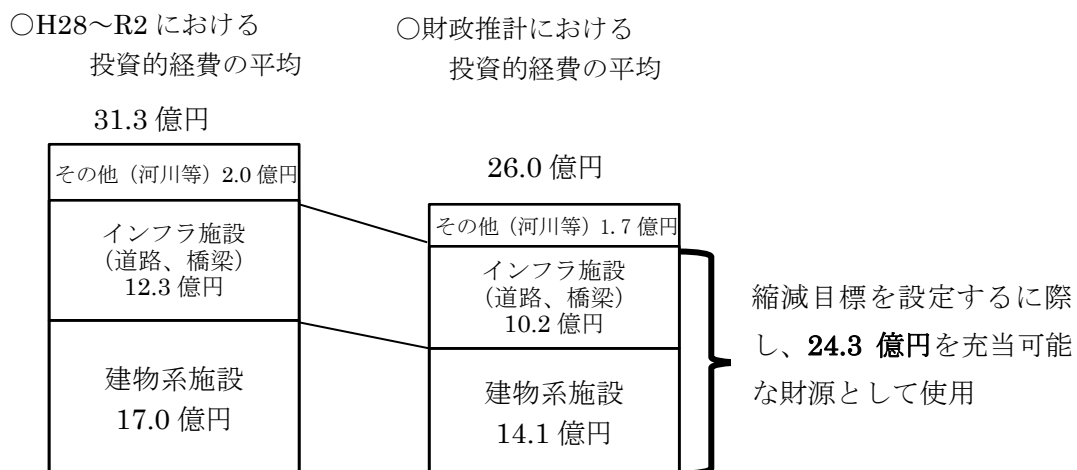 ○H28～R2 における
投資的経費の平均
31.3 億円
その他（河川等）2.0 億円
インフラ施設
(道路、橋梁)
12.3 億円
建物系施設
17.0 億円
○財政推計における
投資的経費の平均
26.0 億円
その他（河川等）1.7 億円
インフラ施設
(道路、橋梁)
10.2 億円
建物系施設
14.1 億円
縮減目標を設定するに際
し、24.3 億円を充当可能
な財源として使用